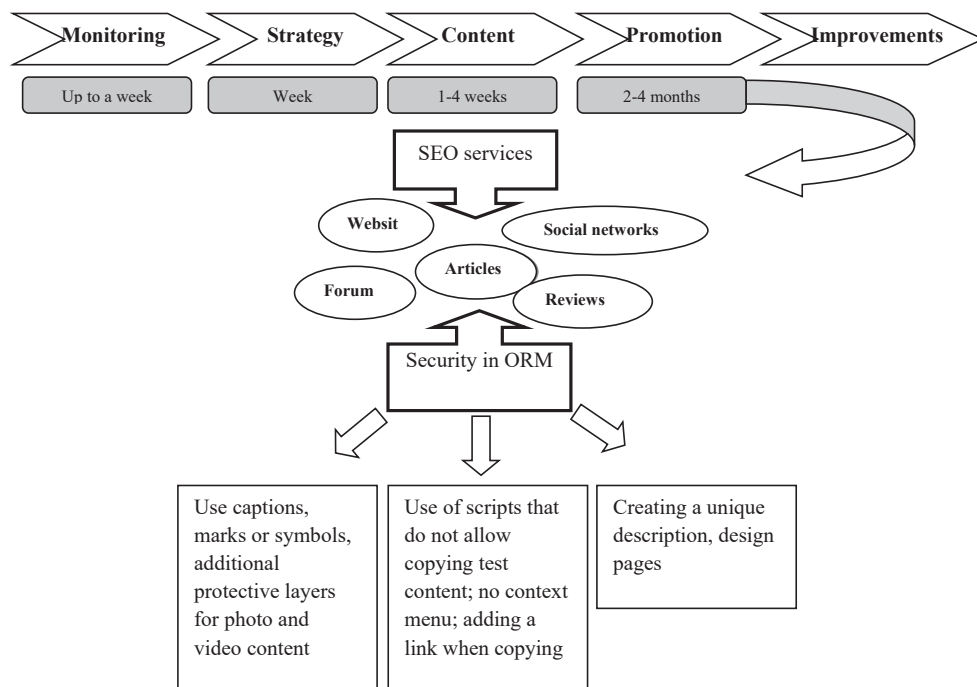 Monitoring
Strategy
Content
Promotion
Improvements
Up to a week
Week
1-4 weeks
2-4 months
SEO services
Websit
Social networks
Articles
Forum
Reviews
Security in ORM
Use captions,
marks or symbols,
additional
protective layers
for photo and
video content
Use of scripts that
do not allow
copying test
content; no context
menu; adding a
link when copying
Creating a unique
description, design
pages